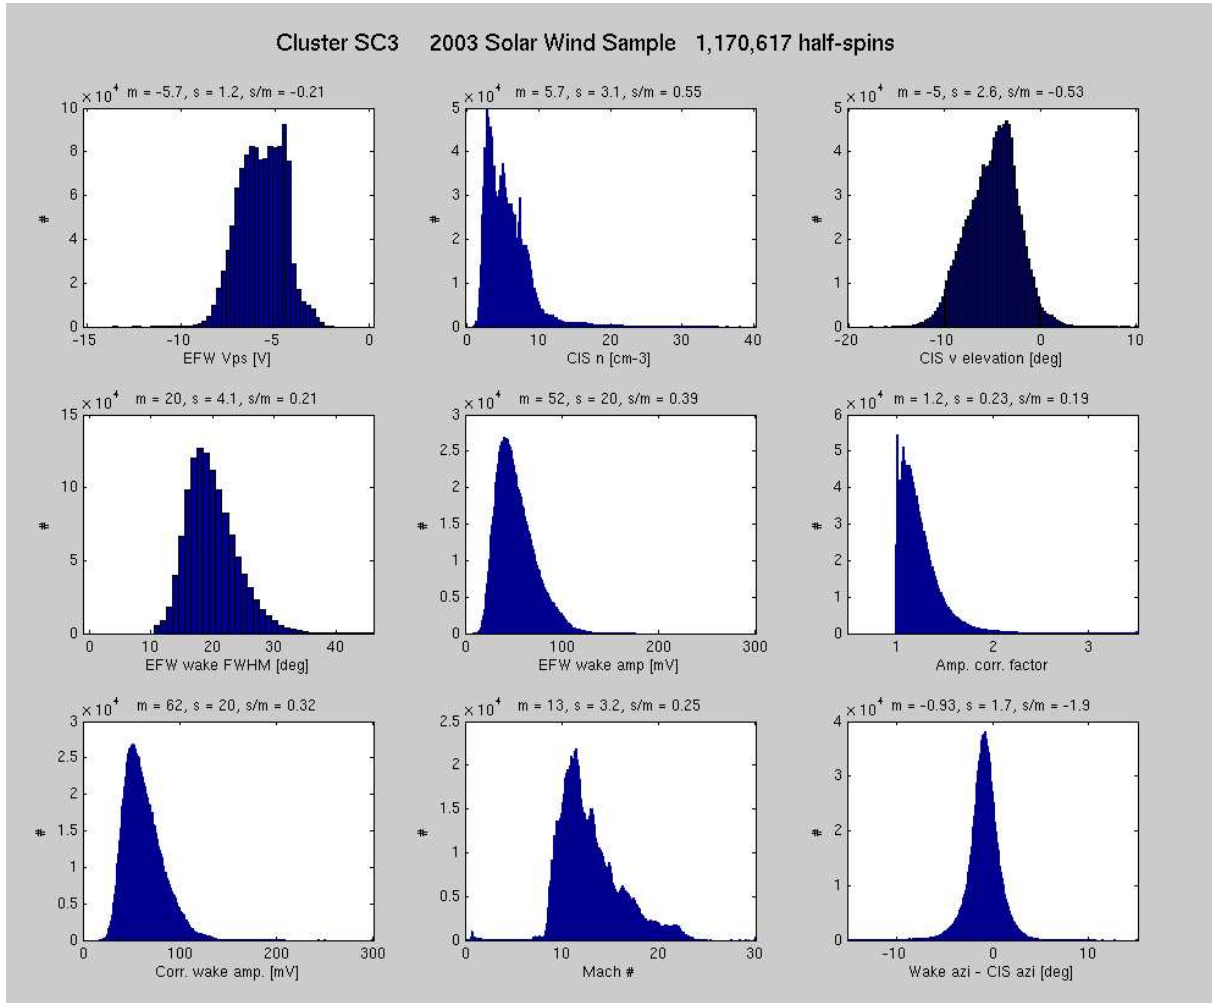 Cluster SC3 2003 Solar Wind Sample 1,170,617 half-spins
×10⁴ m = −5.7, s = 1.2, s/m = −0.21
10
8
6
4
2
0
#
-15 -10 -5 0
EFW Vps [V]
×10⁴ m = 5.7, s = 3.1, s/m = 0.55
5
4
3
2
1
0
#
0 10 20 30 40
CIS n [cm-3]
×10⁴ m = −5, s = 2.6, s/m = −0.53
5
4
3
2
1
0
#
-20 -10 0 10
CIS v elevation [deg]
×10⁴ m = 20, s = 4.1, s/m = 0.21
15
10
5
0
#
0 10 20 30 40
EFW wake FWHM [deg]
×10⁴ m = 52, s = 20, s/m = 0.39
3
2.5
2
1.5
1
0.5
0
#
0 100 200 300
EFW wake amp [mV]
×10⁴ m = 1.2, s = 0.23, s/m = 0.19
6
5
4
3
2
1
0
#
1 2 3
Amp. corr. factor
×10⁴ m = 62, s = 20, s/m = 0.32
3
2.5
2
1.5
1
0.5
0
#
0 100 200 300
Corr. wake amp. [mV]
×10⁴ m = 13, s = 3.2, s/m = 0.25
2.5
2
1.5
1
0.5
0
#
0 10 20 30
Mach #
×10⁴ m = −0.93, s = 1.7, s/m = −1.9
4
3
2
1
0
#
-10 0 10
Wake azi - CIS azi [deg]